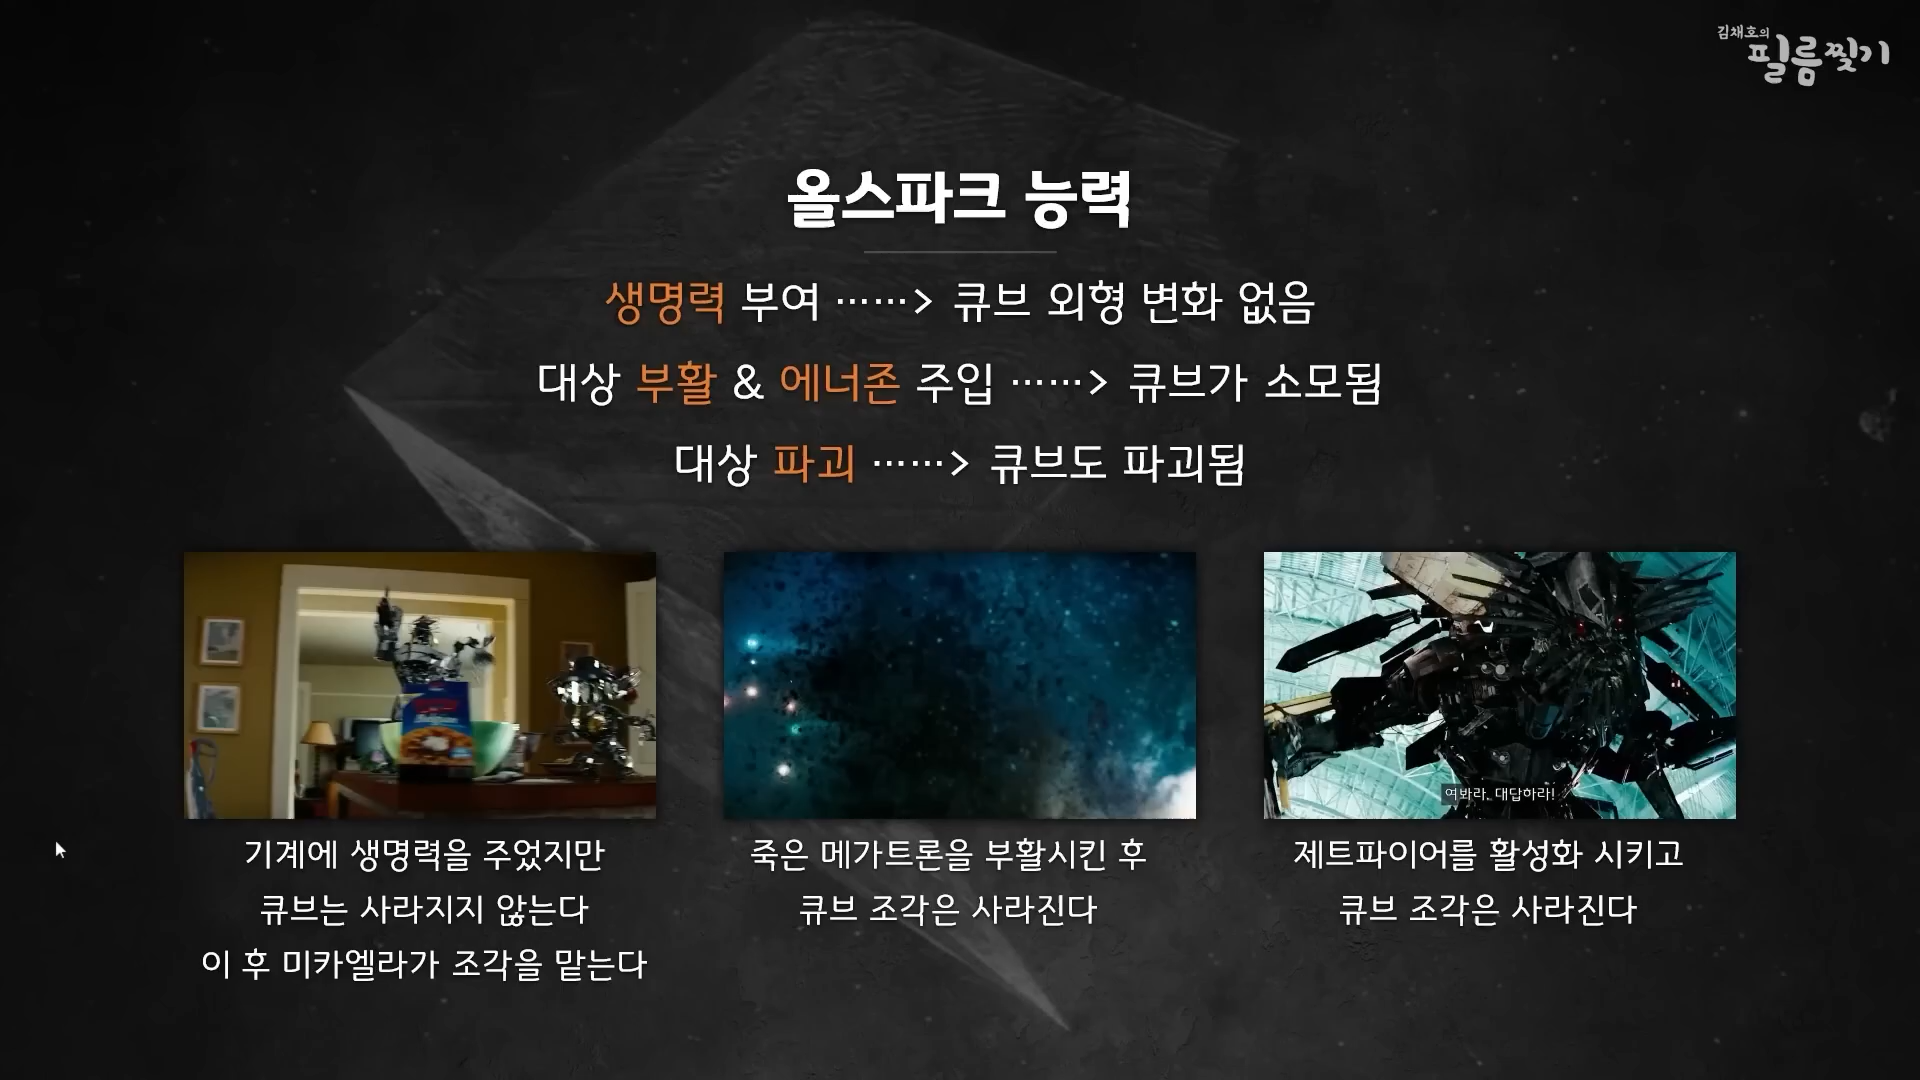 김채호의
필름찢기
올스파크 능력
생명력 부여 ……> 큐브 외형 변화 없음
대상 부활 & 에너존 주입 ……> 큐브가 소모됨
대상 파괴 ……> 큐브도 파괴됨
여봐라, 대답하라!
기계에 생명력을 주었지만
큐브는 사라지지 않는다
이 후 미카엘라가 조각을 맡는다
죽은 메가트론을 부활시킨 후
큐브 조각은 사라진다
제트파이어를 활성화 시키고
큐브 조각은 사라진다